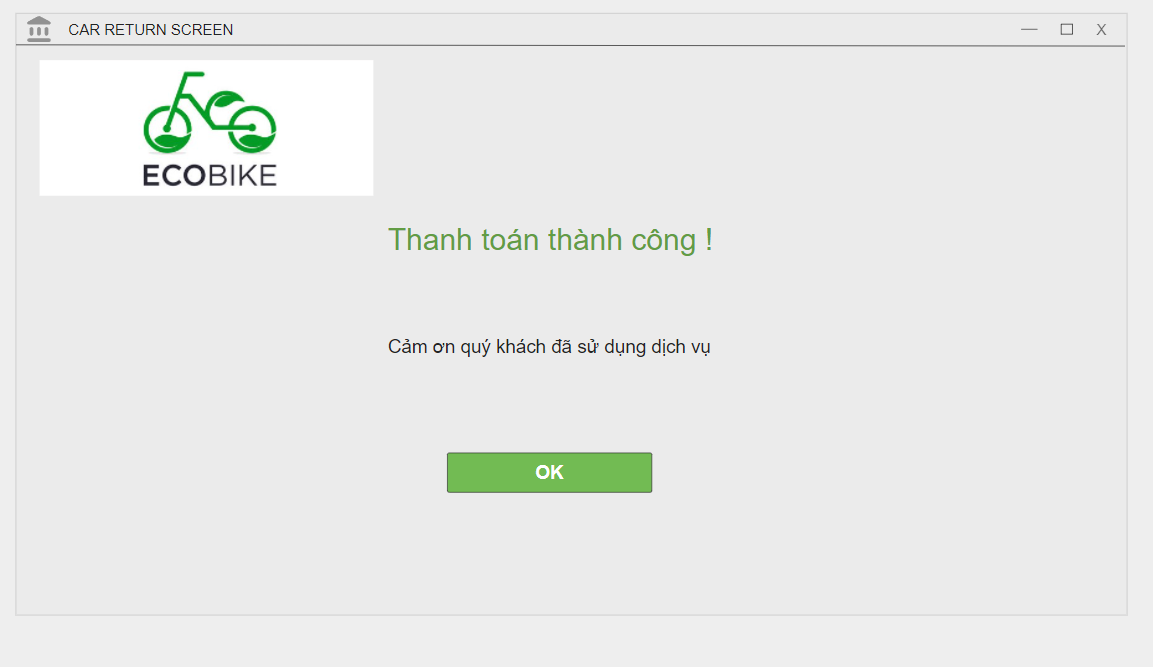 CAR RETURN SCREEN
X
ECOBIKE
Thanh toán thành công !
Cảm ơn quý khách đã sử dụng dịch vụ
OK